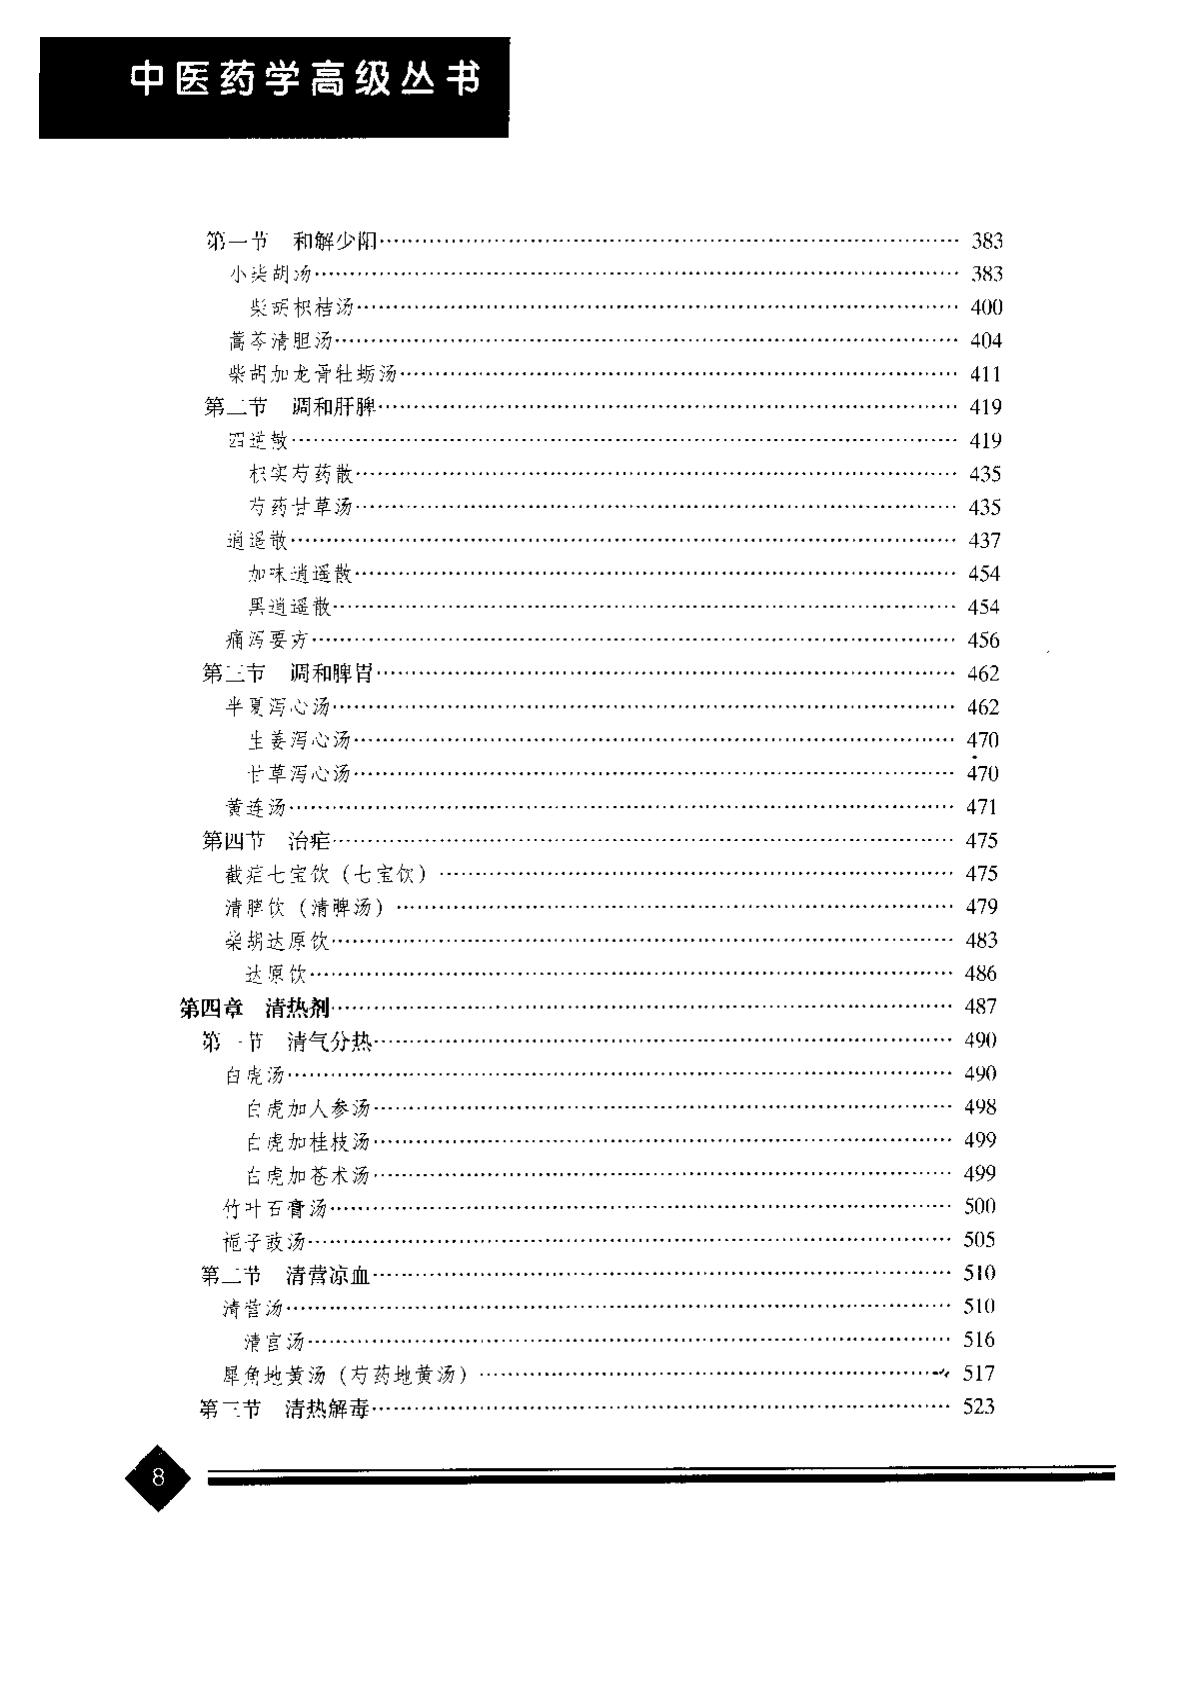 中医药学高级丛书
第一节　和解少阳…… 383
小柴胡汤…… 383
柴胡枳桔汤…… 400
蒿芩清胆汤…… 404
柴胡加龙骨牡蛎汤…… 411
第二节　调和肝脾…… 419
四逆散…… 419
枳实芍药散…… 435
芍药甘草汤…… 435
逍遥散…… 437
加味逍遥散…… 454
黑逍遥散…… 454
痛泻要方…… 456
第三节　调和脾胃…… 462
半夏泻心汤…… 462
生姜泻心汤…… 470
甘草泻心汤…… 470
黄连汤…… 471
第四节　治疟…… 475
截疟七宝饮（七宝饮）…… 475
清脾饮（清脾汤）…… 479
柴胡达原饮…… 483
达原饮…… 486
第四章　清热剂…… 487
第一节　清气分热…… 490
白虎汤…… 490
白虎加人参汤…… 498
白虎加桂枝汤…… 499
白虎加苍术汤…… 499
竹叶石膏汤…… 500
栀子豉汤…… 505
第二节　清营凉血…… 510
清营汤…… 510
清宫汤…… 516
犀角地黄汤（芍药地黄汤）…… 517
第三节　清热解毒…… 523
8